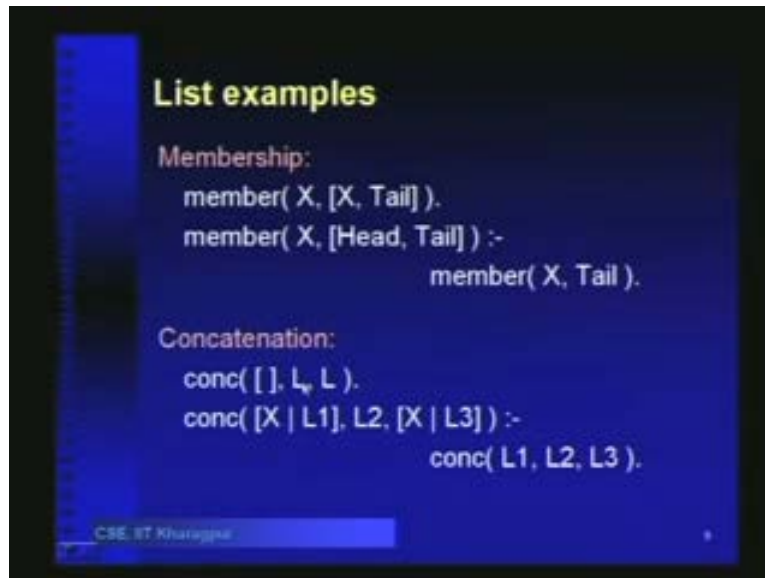 List examples
Membership:
member( X, [X, Tail] ).
member( X, [Head, Tail] ) :-
member( X, Tail ).
Concatenation:
conc( [ ], L, L ).
conc( [X | L1], L2, [X | L3] ) :-
conc( L1, L2, L3 ).
CSE, IIT Kharagpur